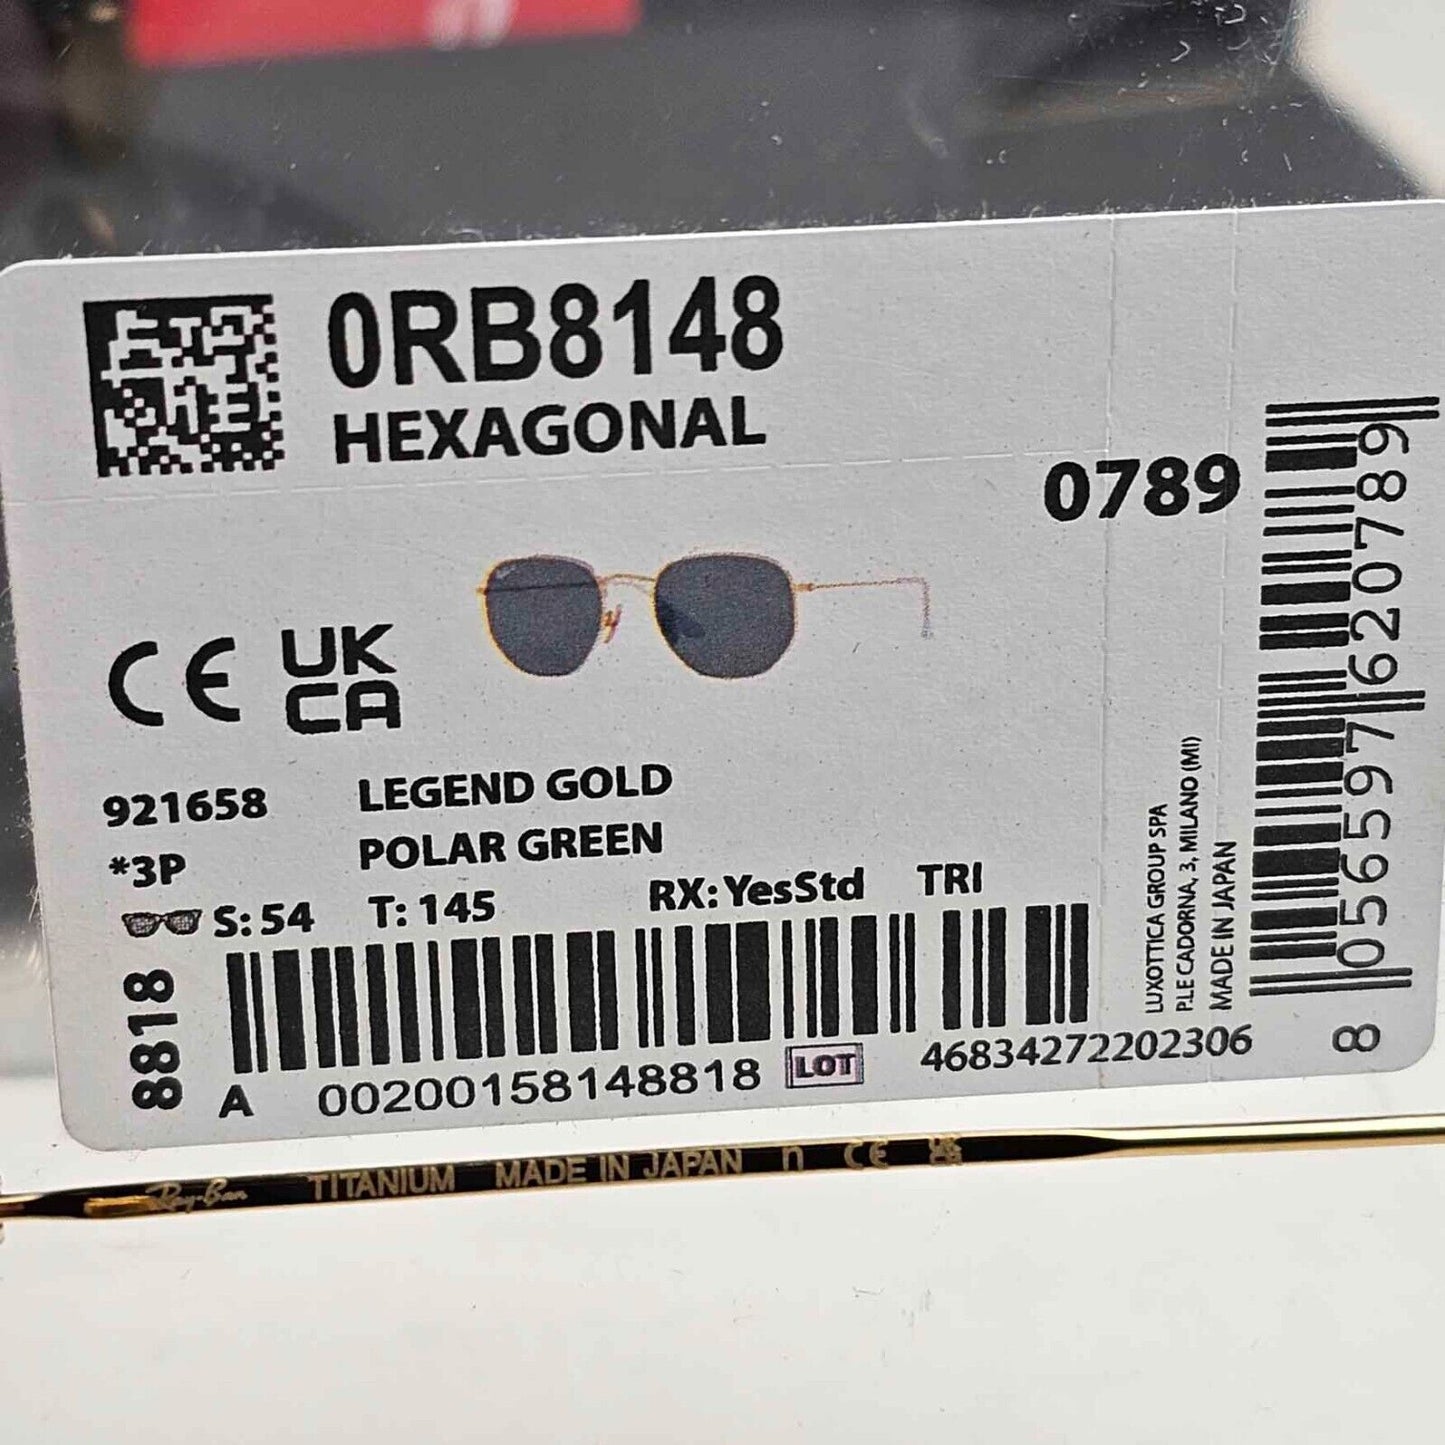 0RB8148
HEXAGONAL
0789
CE UK
CA
921658 LEGEND GOLD
*3P POLAR GREEN
S: 54 T: 145 RX: YesStd TRI
8818
A 00200158148818 LOT 46834272202306
LUXOTTICA GROUP SPA
P.LE CADORNA, 3, MILANO (MI)
MADE IN JAPAN
8 056597 620789
Ray-Ban TITANIUM MADE IN JAPAN n CE